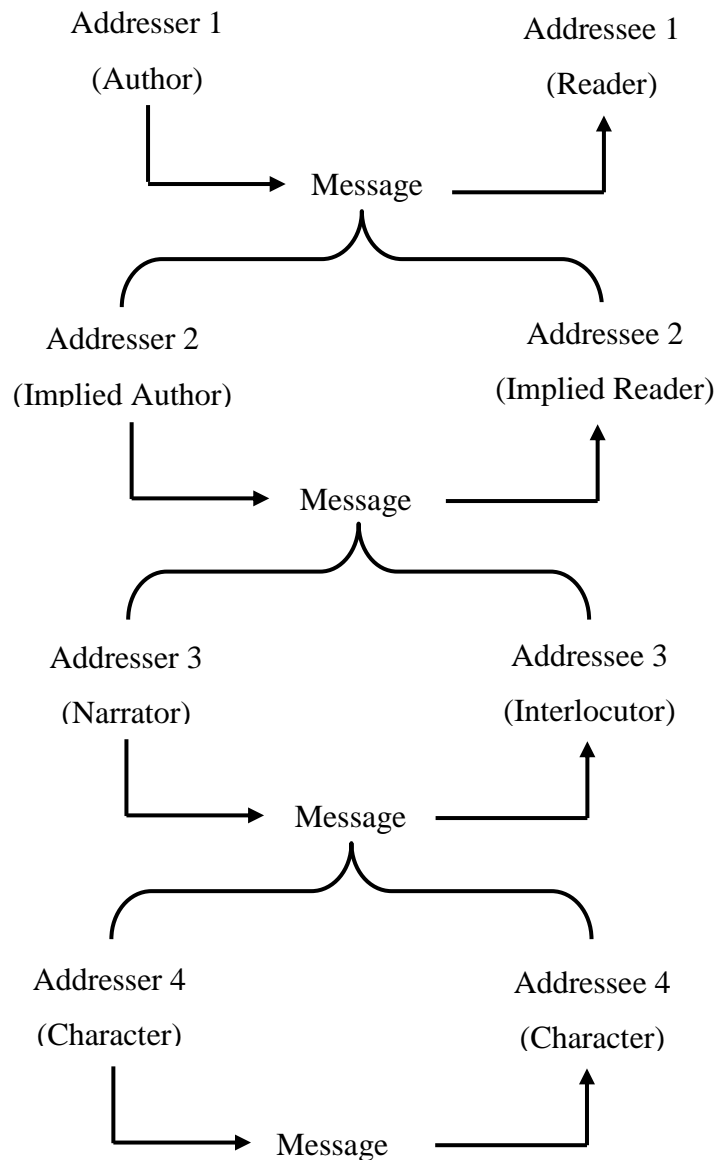 Addresser 1
(Author)
Addressee 1
(Reader)
Message
Addresser 2
(Implied Author)
Addressee 2
(Implied Reader)
Message
Addresser 3
(Narrator)
Addressee 3
(Interlocutor)
Message
Addresser 4
(Character)
Addressee 4
(Character)
Message